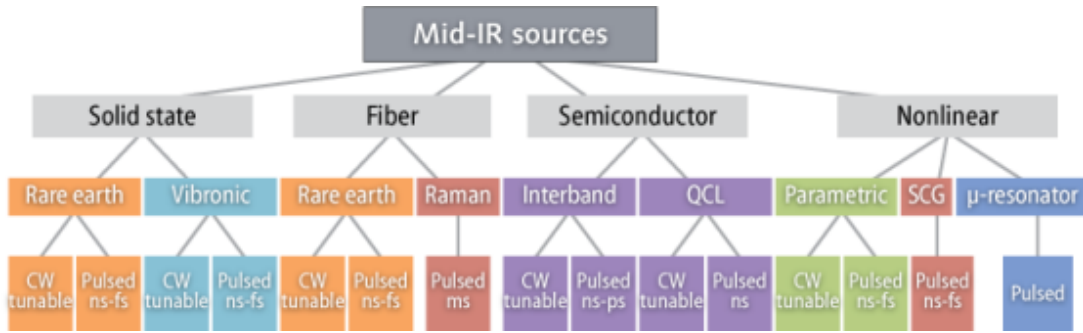 Mid-IR sources
Solid state Fiber Semiconductor Nonlinear
Rare earth Vibronic Rare earth Raman Interband QCL Parametric SCG µ-resonator
CW tunable Pulsed ns-fs CW tunable Pulsed ns-fs CW tunable Pulsed ns-fs Pulsed ms CW tunable Pulsed ns-ps CW tunable Pulsed ns CW tunable Pulsed ns-fs Pulsed ns-fs Pulsed